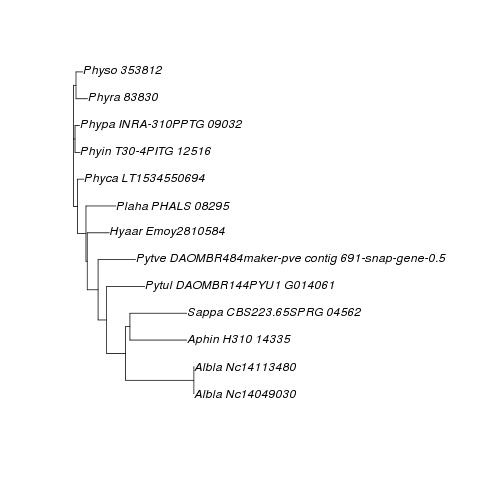 Physo 353812
Phyra 83830
Phypa INRA-310PPTG 09032
Phyin T30-4PITG 12516
Phyca LT1534550694
Plaha PHALS 08295
Hyaar Emoy2810584
Pytve DAOMBR484maker-pve contig 691-snap-gene-0.5
Pytul DAOMBR144PYU1 G014061
Sappa CBS223.65SPRG 04562
Aphin H310 14335
Albla Nc14113480
Albla Nc14049030